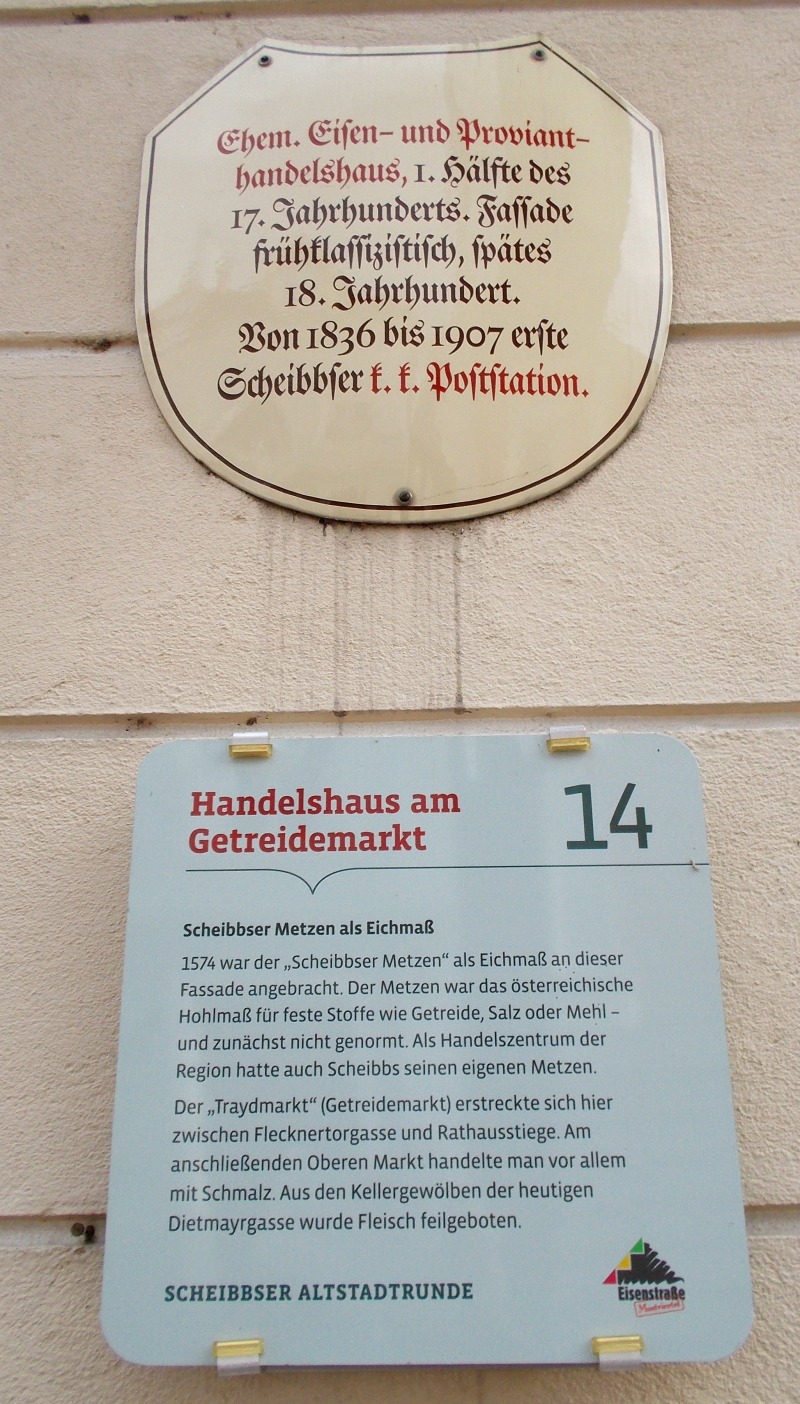 Ehem. Eisen- und Proviant-
handelshaus, 1. Hälfte des
17. Jahrhunderts. Fassade
frühklassizistisch, spätes
18. Jahrhundert.
Von 1836 bis 1907 erste
Scheibbser k. k. Poststation.
Handelshaus am
Getreidemarkt
14
Scheibbser Metzen als Eichmaß
1574 war der „Scheibbser Metzen“ als Eichmaß an dieser
Fassade angebracht. Der Metzen war das österreichische
Hohlmaß für feste Stoffe wie Getreide, Salz oder Mehl –
und zunächst nicht genormt. Als Handelszentrum der
Region hatte auch Scheibbs seinen eigenen Metzen.
Der „Traydmarkt“ (Getreidemarkt) erstreckte sich hier
zwischen Flecknertorgasse und Rathausstiege. Am
anschließenden Oberen Markt handelte man vor allem
mit Schmalz. Aus den Kellergewölben der heutigen
Dietmayrgasse wurde Fleisch feilgeboten.
SCHEIBBSER ALTSTADTRUNDE
Eisenstraße
Mostviertel